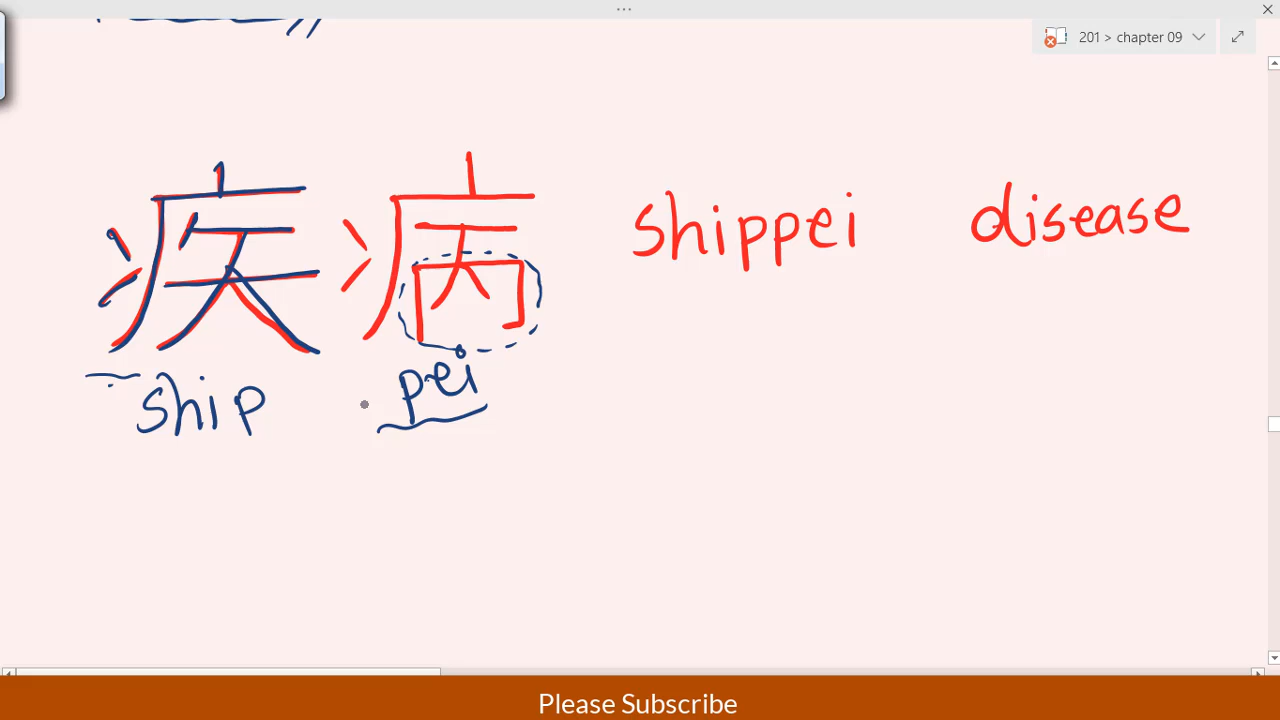 201 > chapter 09
疾病 shippei disease
ship pei
Please Subscribe